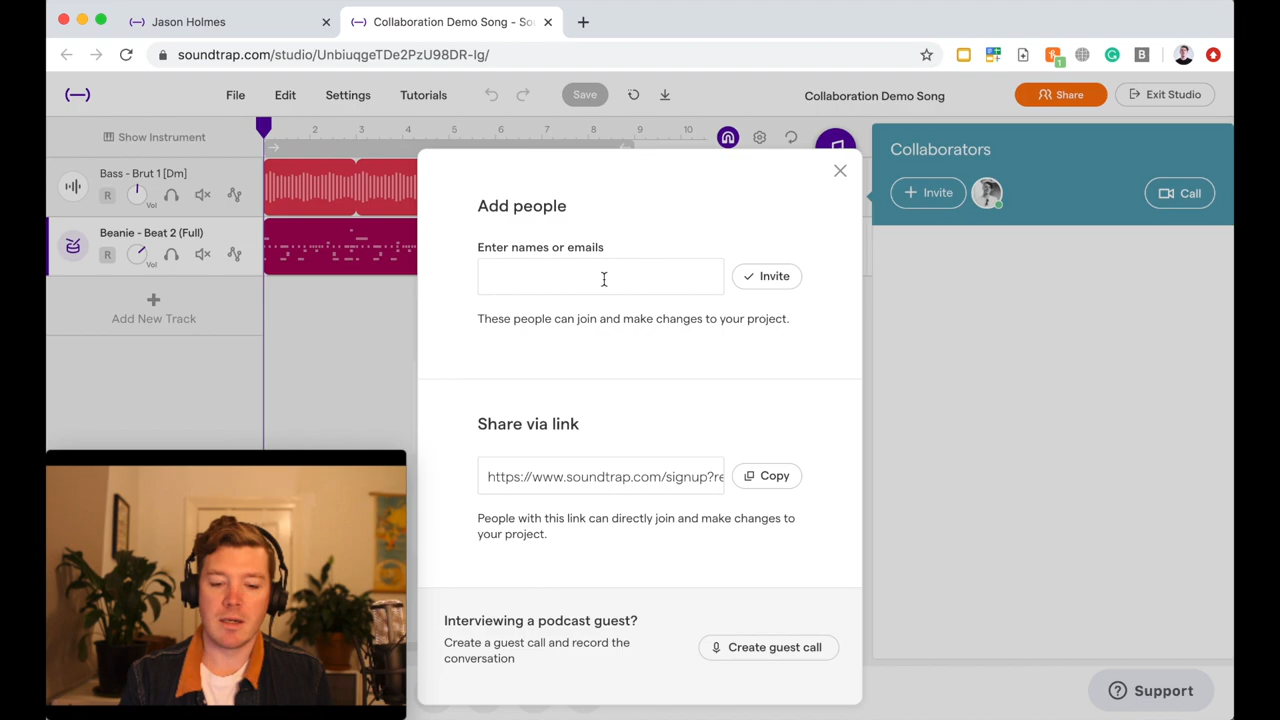 Jason Holmes
Collaboration Demo Song - So
soundtrap.com/studio/UnbiuqgeTDe2PzU98DR-Ig/
1
B
File
Edit
Settings
Tutorials
Save
Collaboration Demo Song
Share
Exit Studio
Show Instrument
2 3 4 5 6 7 8 9 10
Collaborators
Invite
Call
Bass - Brut 1 [Dm]
R
Vol
Beanie - Beat 2 (Full)
R
Vol
Add New Track
Add people
Enter names or emails
Invite
These people can join and make changes to your project.
Share via link
https://www.soundtrap.com/signup?re
Copy
People with this link can directly join and make changes to
your project.
Interviewing a podcast guest?
Create a guest call and record the
conversation
Create guest call
Support